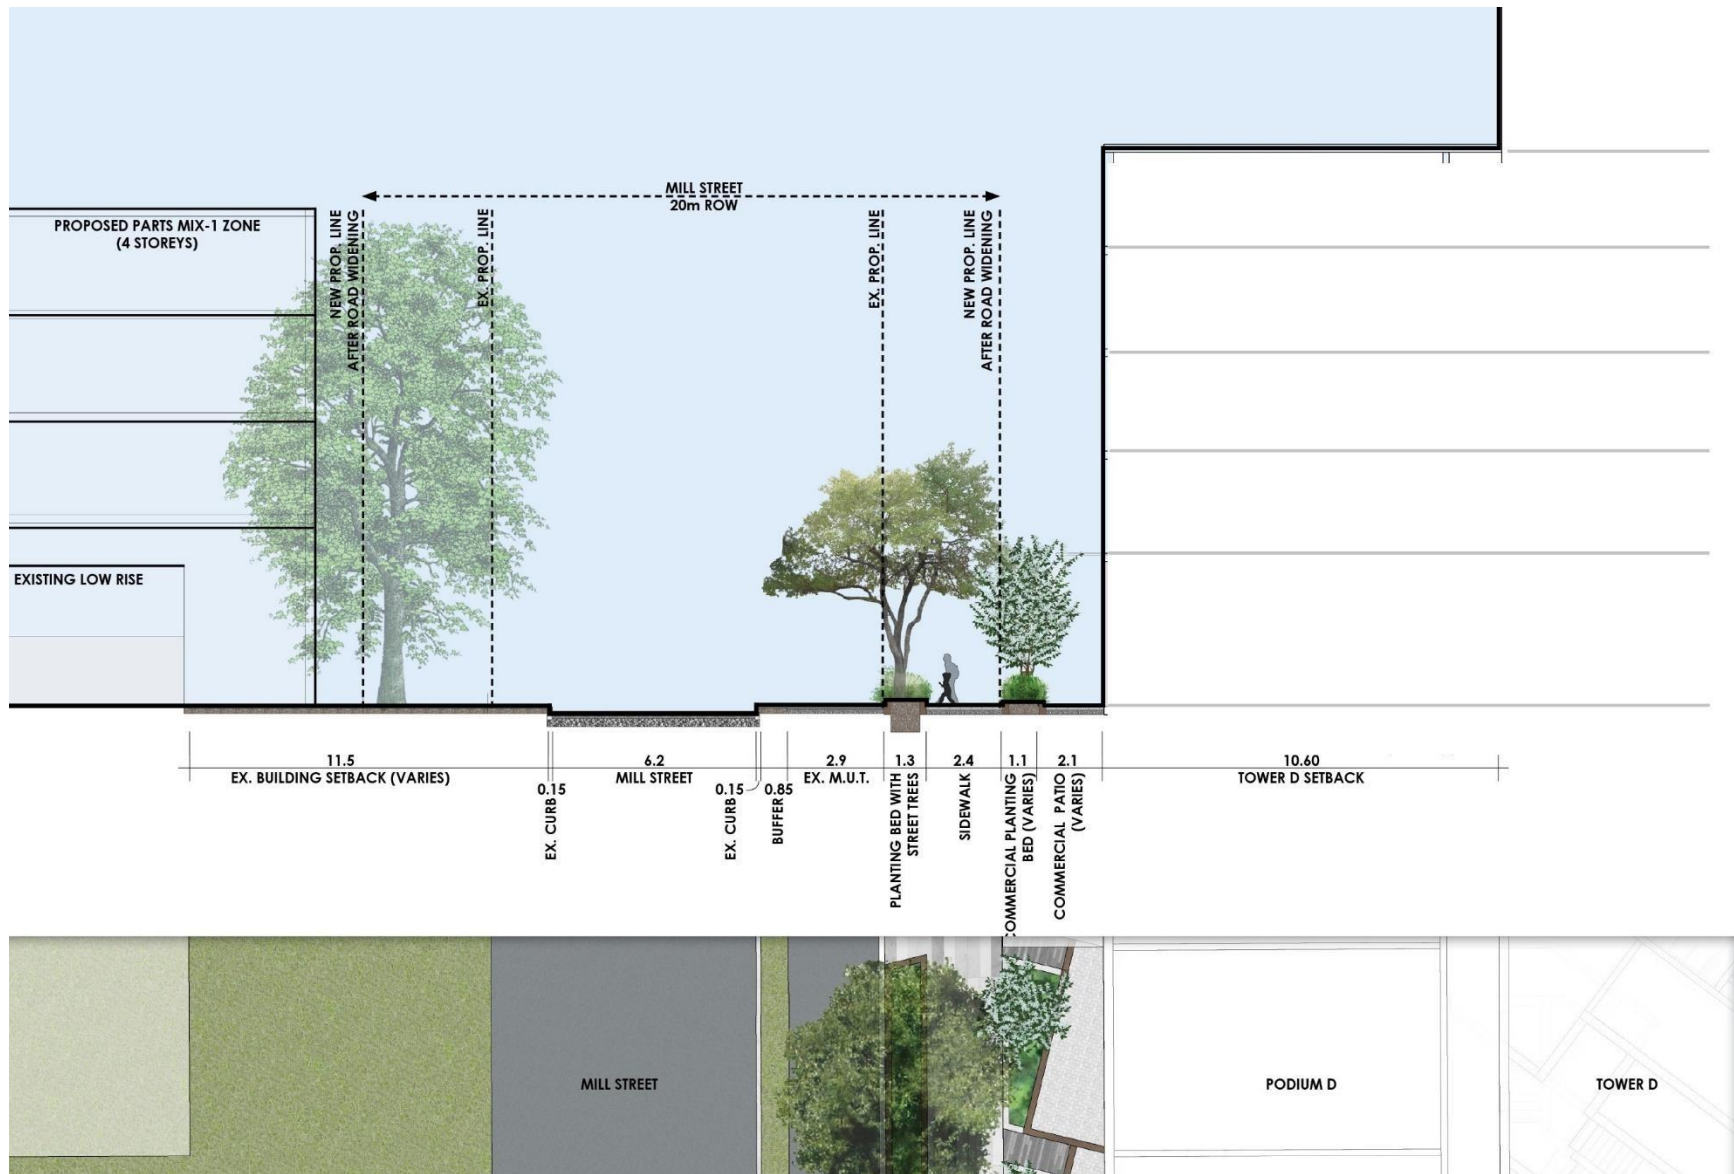 MILL STREET
20m ROW
PROPOSED PARTS MIX-1 ZONE
(4 STOREYS)
NEW PROP. LINE
AFTER ROAD WIDENING
EX. PROP. LINE
EX. PROP. LINE
NEW PROP. LINE
AFTER ROAD WIDENING
EXISTING LOW RISE
11.5
EX. BUILDING SETBACK (VARIES)
0.15
EX. CURB
6.2
MILL STREET
0.15
EX. CURB
0.85
BUFFER
2.9
EX. M.U.T.
1.3
PLANTING BED WITH
STREET TREES
2.4
SIDEWALK
1.1
COMMERCIAL PLANTING
BED (VARIES)
2.1
COMMERCIAL PATIO
(VARIES)
10.60
TOWER D SETBACK
MILL STREET
PODIUM D
TOWER D